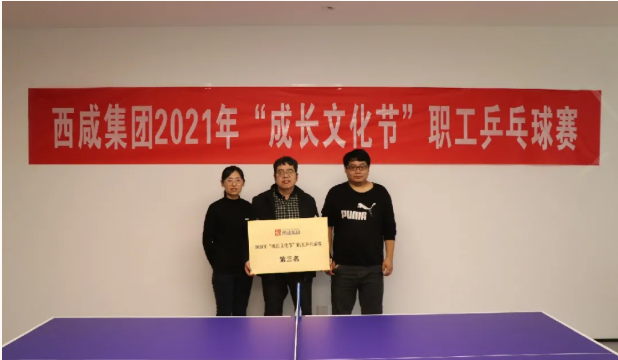 西咸集团2021年“成长文化节”职工乒乓球赛
PUMA
西咸集团
2021年“成长文化节”职工乒乓球赛
第三名